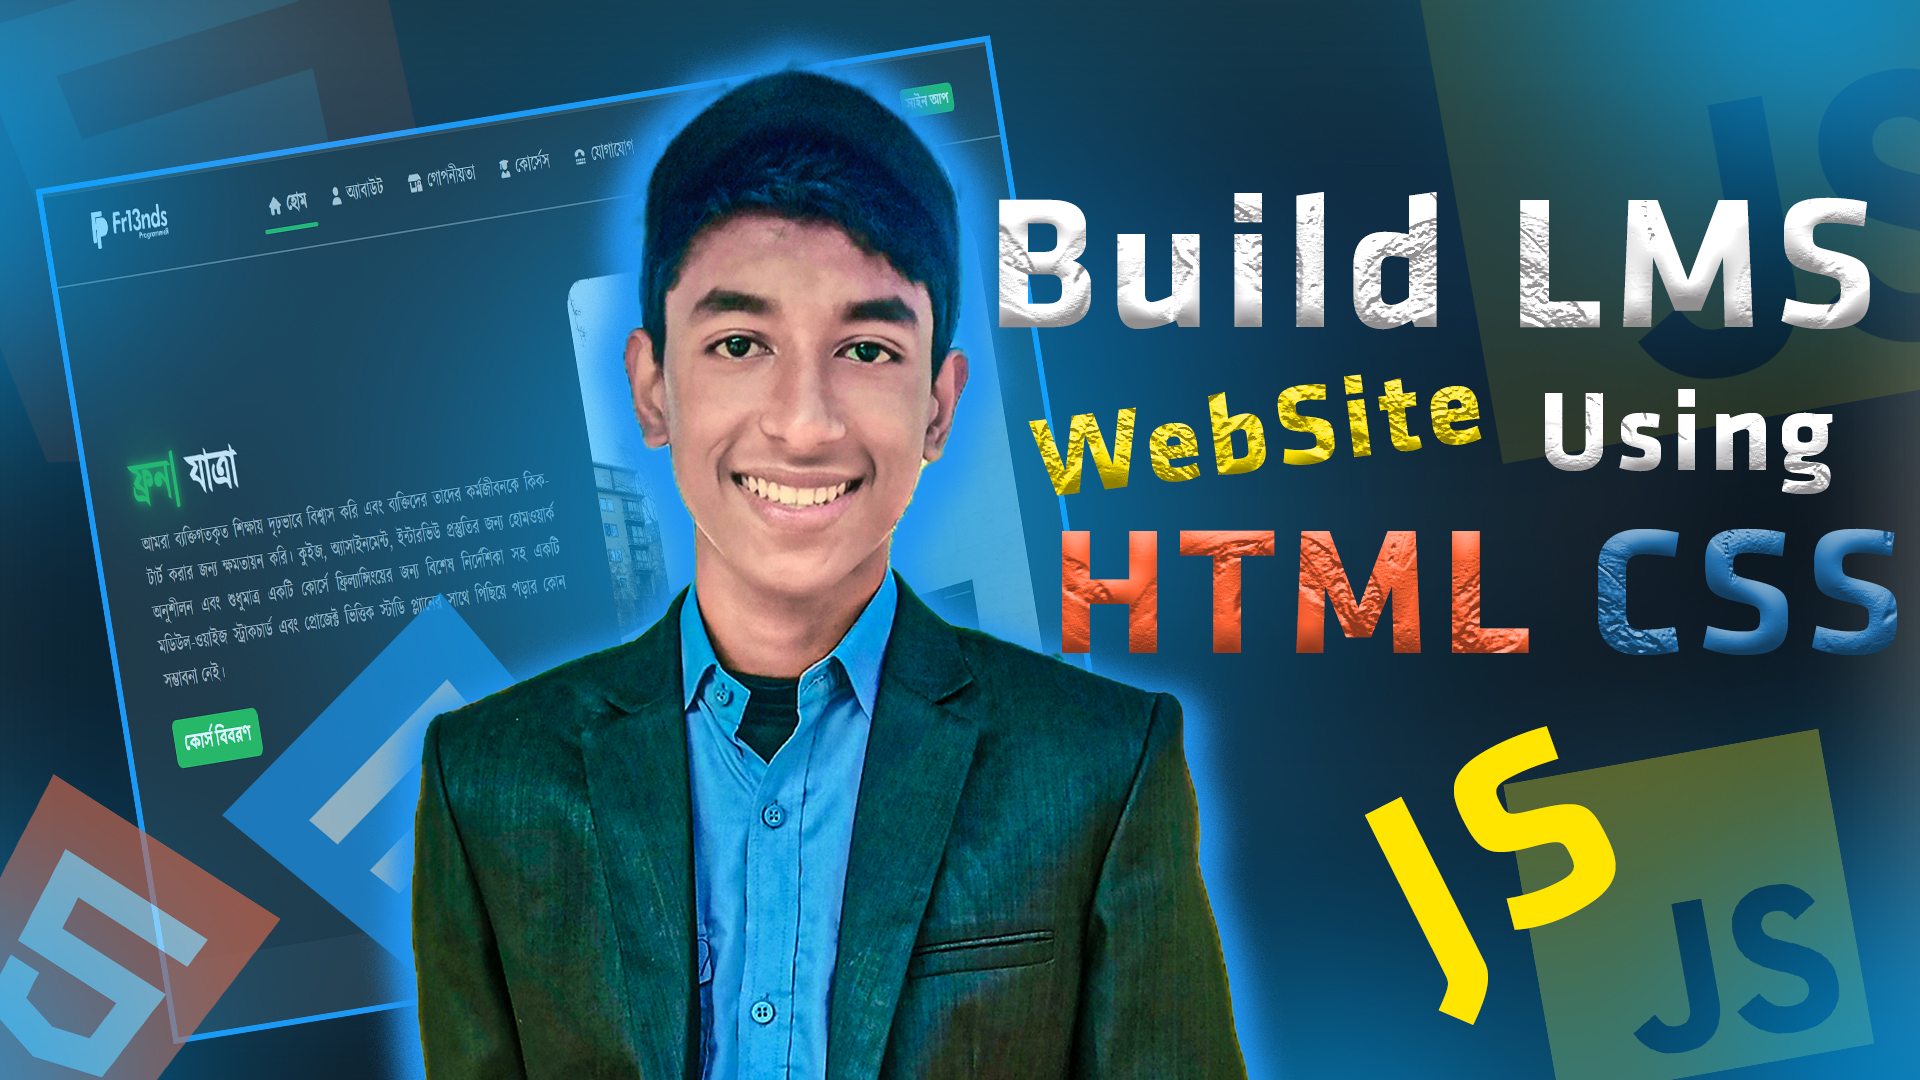 সাইন আপ
Fr13nds
ProgrammeR
হোম অ্যাবাউট গোপনীয়তা কোর্সেস যোগাযোগ
ফ্রন| যাত্রা
আমরা ব্যক্তিগতকৃত শিক্ষায় দৃঢ়ভাবে বিশ্বাস করি এবং ব্যক্তিদের তাদের কর্মজীবনকে কিক-
টার্ট করার জন্য ক্ষমতায়ন করি। কুইজ, অ্যাসাইনমেন্ট, ইন্টারভিউ প্রস্তুতির জন্য হোমওয়ার্ক
অনুশীলন এবং শুধুমাত্র একটি কোর্সে ফ্রিল্যান্সিংয়ের জন্য বিশেষ নির্দেশিকা সহ একটি
মডিউল-ওয়াইজ স্ট্রাকচার্ড এবং প্রোজেক্ট ভিত্তিক স্টাডি প্ল্যানের সাথে পিছিয়ে পড়ার কোন
সম্ভাবনা নেই।
কোর্স বিবরণ
Build LMS
WebSite Using
HTML CSS
JS
JS
JS
5